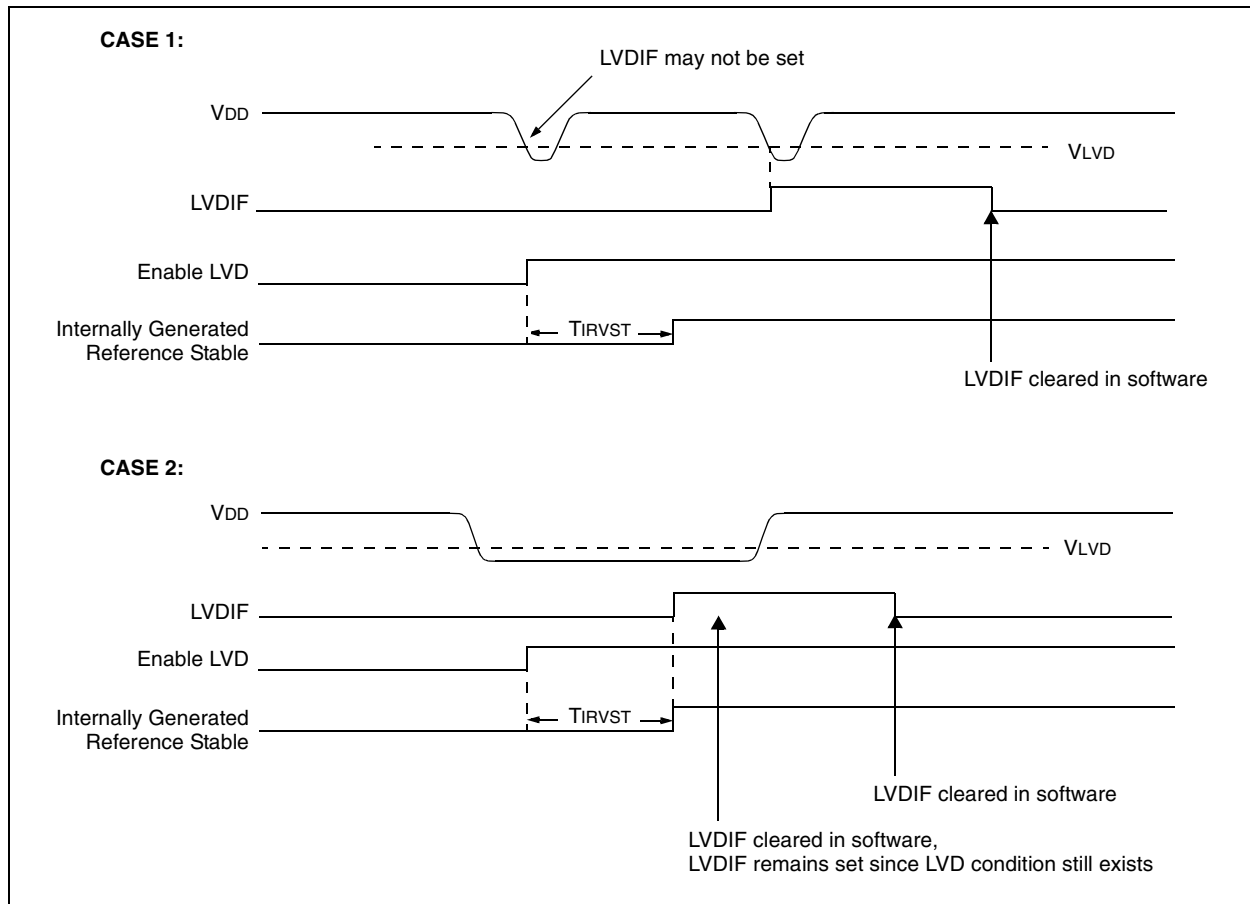 CASE 1:
LVDIF may not be set
VDD
VLVD
LVDIF
Enable LVD
Internally Generated
Reference Stable
TIRVST
LVDIF cleared in software
CASE 2:
VDD
VLVD
LVDIF
Enable LVD
Internally Generated
Reference Stable
TIRVST
LVDIF cleared in software
LVDIF cleared in software,
LVDIF remains set since LVD condition still exists